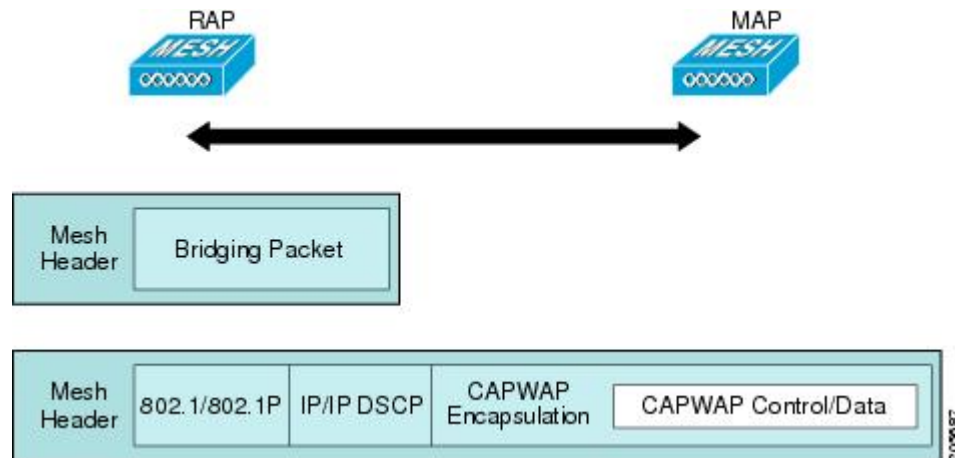 RAP
MAP
MESH
MESH
Mesh
Header
Bridging Packet
Mesh
Header
802.1/802.1P
IP/IP DSCP
CAPWAP
Encapsulation
CAPWAP Control/Data